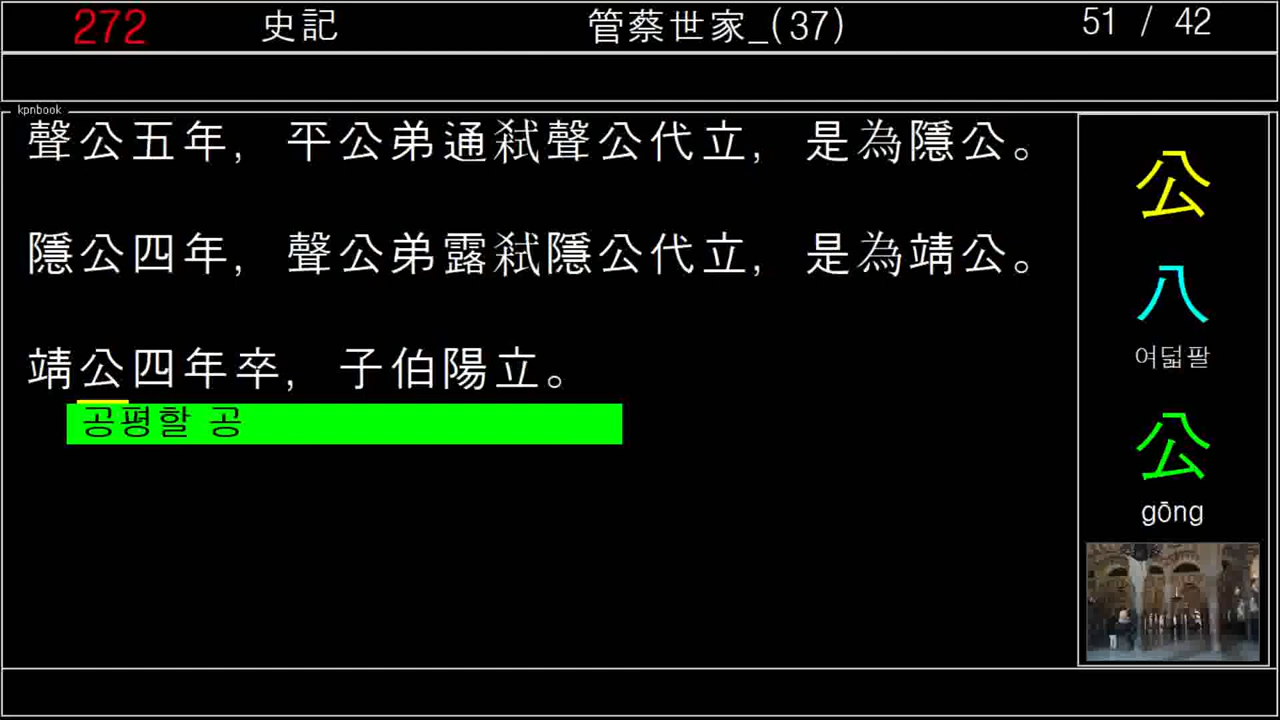 272 史記 管蔡世家_(37) 51 / 42
kpnbook
聲公五年, 平公弟通弑聲公代立, 是為隱公。
隱公四年, 聲公弟露弑隱公代立, 是為靖公。
靖公四年卒, 子伯陽立。
공평할 공
公
八
여덟팔
公
gōng